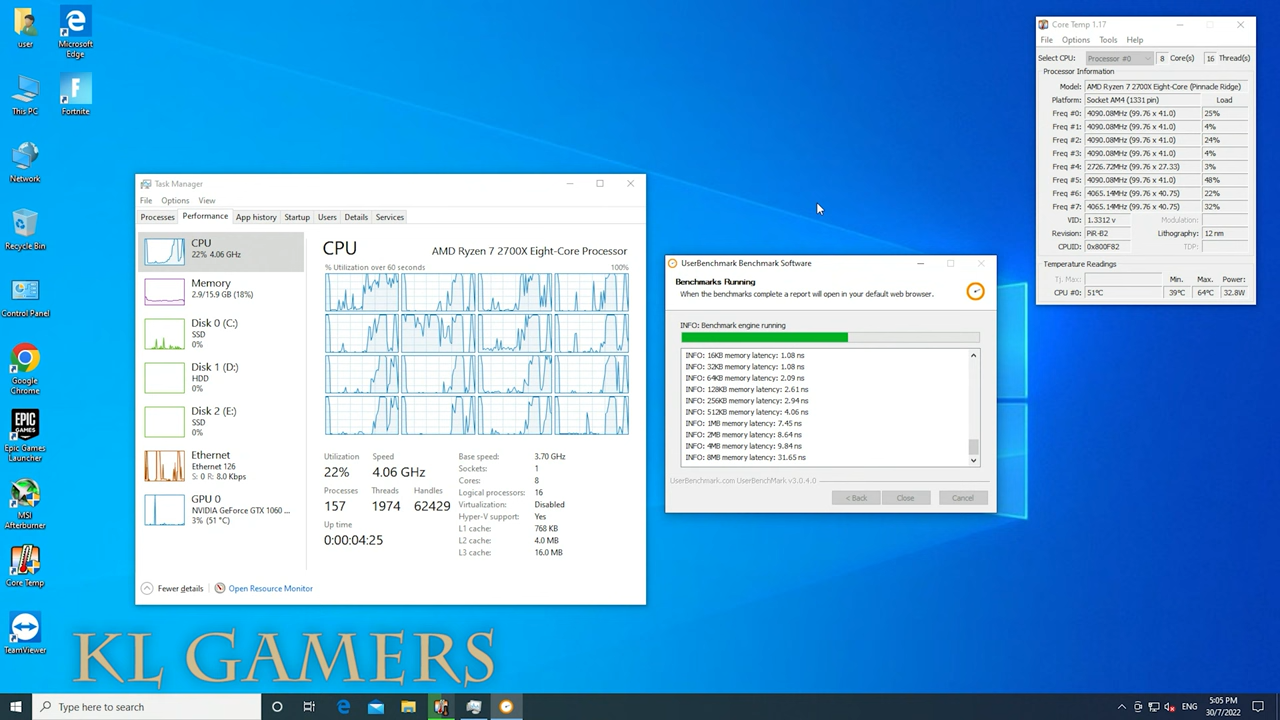 user
Microsoft
Edge
This PC
Fortnite
Network
Recycle Bin
Control Panel
Google
Chrome
EPIC
GAMES
Epic Games
Launcher
MSI
Afterburner
Core Temp
TeamViewer
Task Manager
File Options View
Processes Performance App history Startup Users Details Services
CPU
22% 4.06 GHz
Memory
2.9/15.9 GB (18%)
Disk 0 (C:)
SSD
0%
Disk 1 (D:)
HDD
0%
Disk 2 (E:)
SSD
0%
Ethernet
Ethernet 126
S: 0 R: 8.0 Kbps
GPU 0
NVIDIA GeForce GTX 1060 ...
3% (51 °C)
CPU AMD Ryzen 7 2700X Eight-Core Processor
% Utilization over 60 seconds 100%
Utilization Speed
22% 4.06 GHz
Processes Threads Handles
157 1974 62429
Up time
0:00:04:25
Base speed: 3.70 GHz
Sockets: 1
Cores: 8
Logical processors: 16
Virtualization: Disabled
Hyper-V support: Yes
L1 cache: 768 KB
L2 cache: 4.0 MB
L3 cache: 16.0 MB
Fewer details Open Resource Monitor
UserBenchmark Benchmark Software
Benchmarks Running
When the benchmarks complete a report will open in your default web browser.
INFO: Benchmark engine running
INFO: 16KB memory latency: 1.08 ns
INFO: 32KB memory latency: 1.08 ns
INFO: 64KB memory latency: 2.09 ns
INFO: 128KB memory latency: 2.61 ns
INFO: 256KB memory latency: 2.94 ns
INFO: 512KB memory latency: 4.06 ns
INFO: 1MB memory latency: 7.45 ns
INFO: 2MB memory latency: 8.64 ns
INFO: 4MB memory latency: 9.84 ns
INFO: 8MB memory latency: 31.65 ns
UserBenchmark.com UserBenchMark v3.0.4.0
< Back Close Cancel
Core Temp 1.17
File Options Tools Help
Select CPU: Processor #0 8 Core(s) 16 Thread(s)
Processor Information
Model: AMD Ryzen 7 2700X Eight-Core (Pinnacle Ridge)
Platform: Socket AM4 (1331 pin) Load
Freq #0: 4090.08MHz (99.76 x 41.0) 25%
Freq #1: 4090.08MHz (99.76 x 41.0) 4%
Freq #2: 4090.08MHz (99.76 x 41.0) 24%
Freq #3: 4090.08MHz (99.76 x 41.0) 4%
Freq #4: 2726.72MHz (99.76 x 27.33) 3%
Freq #5: 4090.08MHz (99.76 x 41.0) 48%
Freq #6: 4065.14MHz (99.76 x 40.75) 22%
Freq #7: 4065.14MHz (99.76 x 40.75) 32%
VID: 1.3312 v Modulation:
Revision: PiR-B2 Lithography: 12 nm
CPUID: 0x800F82 TDP:
Temperature Readings
Tj. Max: Min. Max. Power:
CPU #0: 51°C 39°C 64°C 32.8W
KL GAMERS
Type here to search
ENG
5:05 PM
30/7/2022